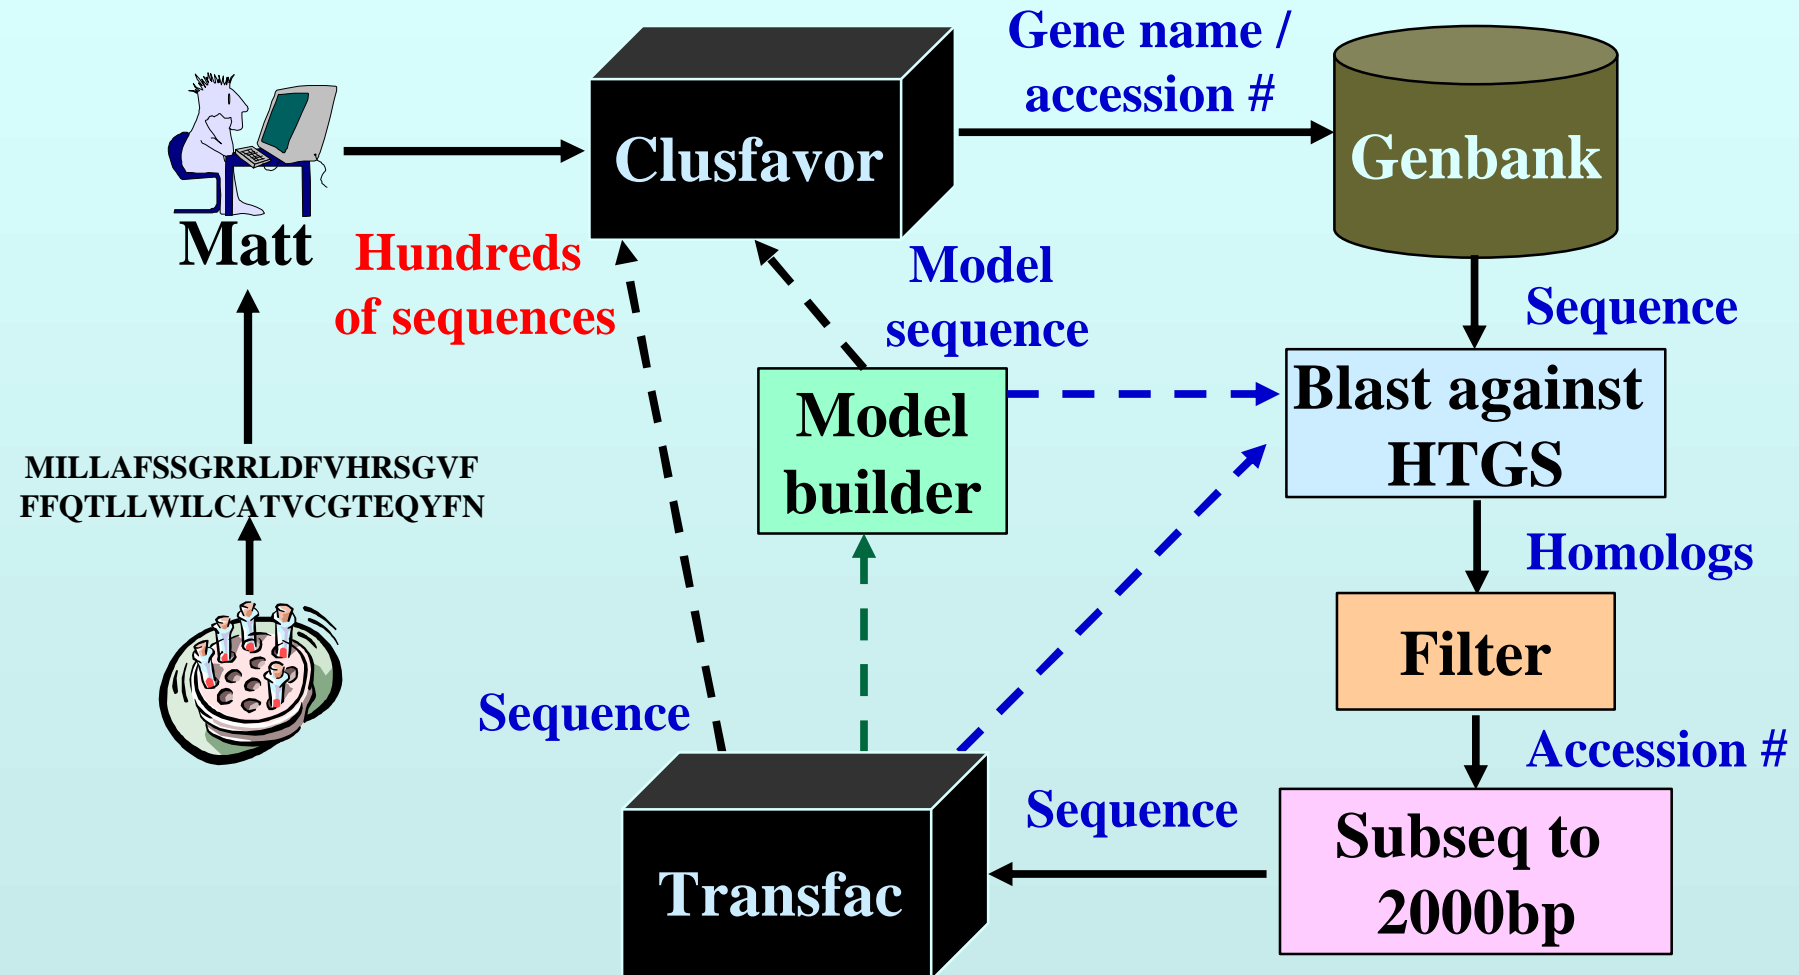 Gene name /
accession #
Clusfavor
Genbank
Matt
Hundreds
of sequences
Model
sequence
Sequence
Model
builder
Blast against
HTGS
MILLAFSSGRRLDFVHRSGVF
FFQTLLWILCATVCGTEQYFN
Homologs
Filter
Sequence
Accession #
Sequence
Subseq to
2000bp
Transfac